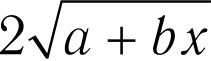 2√(a + bx)